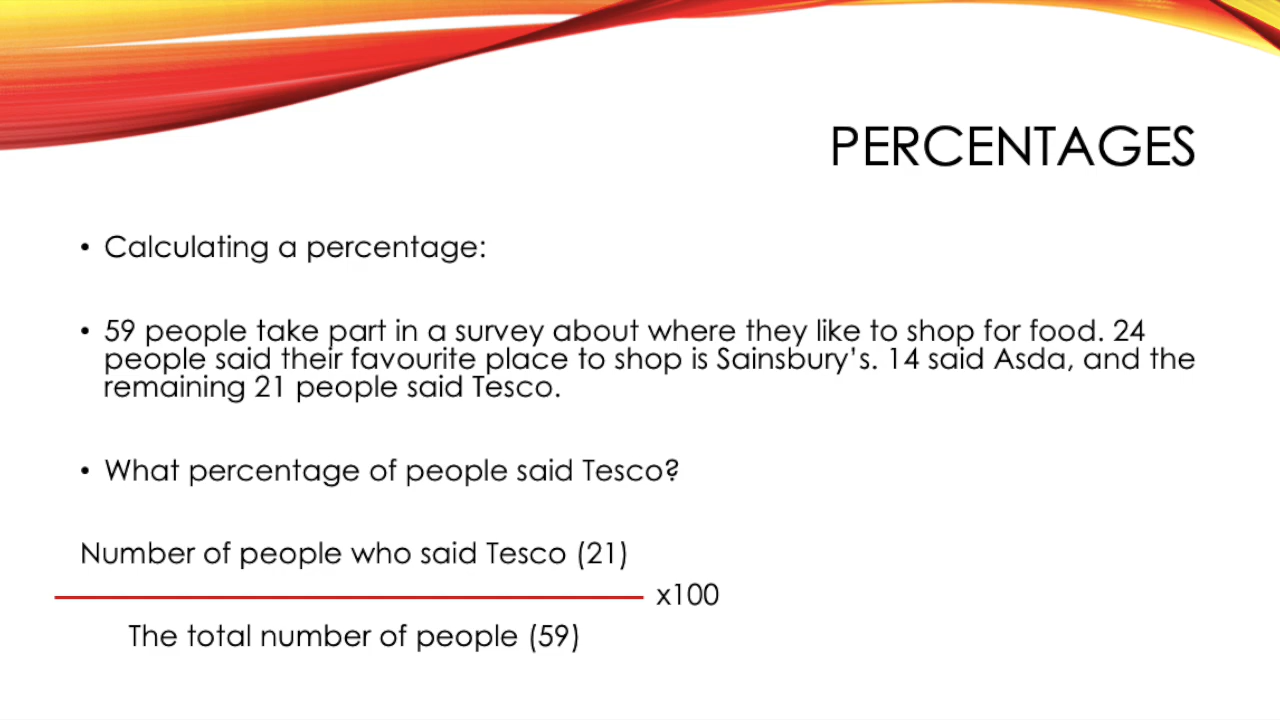 PERCENTAGES
• Calculating a percentage:
• 59 people take part in a survey about where they like to shop for food. 24
people said their favourite place to shop is Sainsbury’s. 14 said Asda, and the
remaining 21 people said Tesco.
• What percentage of people said Tesco?
Number of people who said Tesco (21)
x100
The total number of people (59)